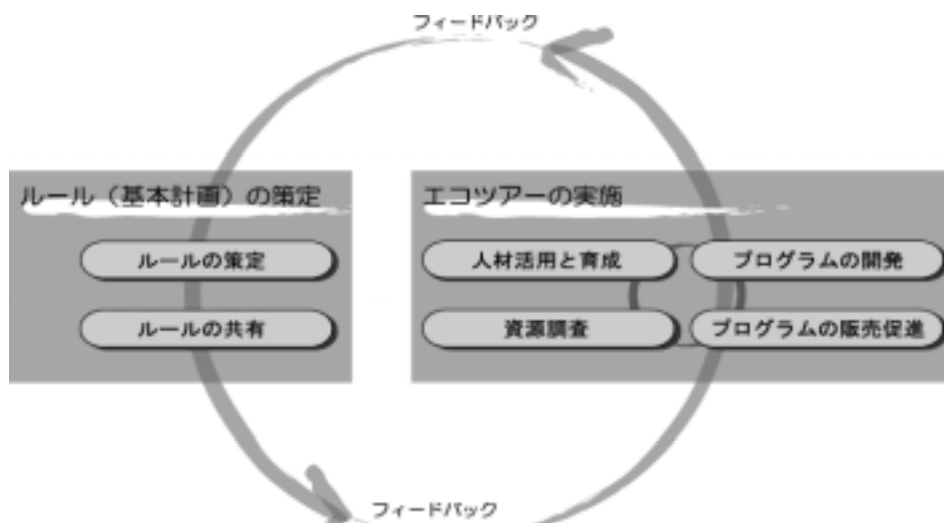 フィードバック
ルール（基本計画）の策定
ルールの策定
ルールの共有
エコツアーの実施
人材活用と育成
プログラムの開発
資源調査
プログラムの販売促進
フィードバック